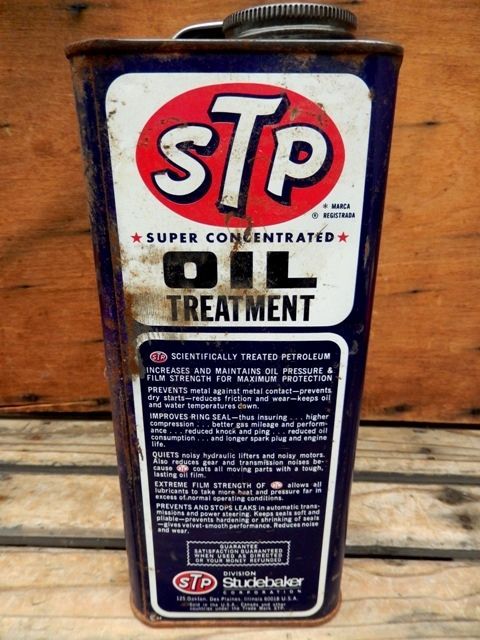 STP
* MARCA
® REGISTRADA
★ SUPER CONCENTRATED ★
OIL
TREATMENT
STP SCIENTIFICALLY TREATED PETROLEUM
INCREASES AND MAINTAINS OIL PRESSURE &
FILM STRENGTH FOR MAXIMUM PROTECTION
PREVENTS metal against metal contact—prevents
dry starts—reduces friction and wear—keeps oil
and water temperatures down.
IMPROVES RING SEAL—thus insuring . . . higher
compression . . . better gas mileage and perform-
ance . . . reduced knock and ping . . . reduced oil
consumption . . . and longer spark plug and engine
life.
QUIETS noisy hydraulic lifters and noisy motors.
Also reduces gear and transmission noises be-
cause STP coats all moving parts with a tough,
lasting oil film.
EXTREME FILM STRENGTH OF STP allows all
lubricants to take more heat and pressure far in
excess of normal operating conditions.
PREVENTS AND STOPS LEAKS in automatic trans-
missions and power steering. Keeps seals soft and
pliable—prevents hardening or shrinking of seals
—gives velvet-smooth performance. Reduces noise
and wear.
GUARANTEE
SATISFACTION GUARANTEED
WHEN USED AS DIRECTED
OR YOUR MONEY REFUNDED
STP DIVISION
Studebaker
CORPORATION
125 Oakton, Des Plaines, Illinois 60018 U.S.A.
Sold in the U.S.A., Canada and other
countries under the Trade Mark STP.